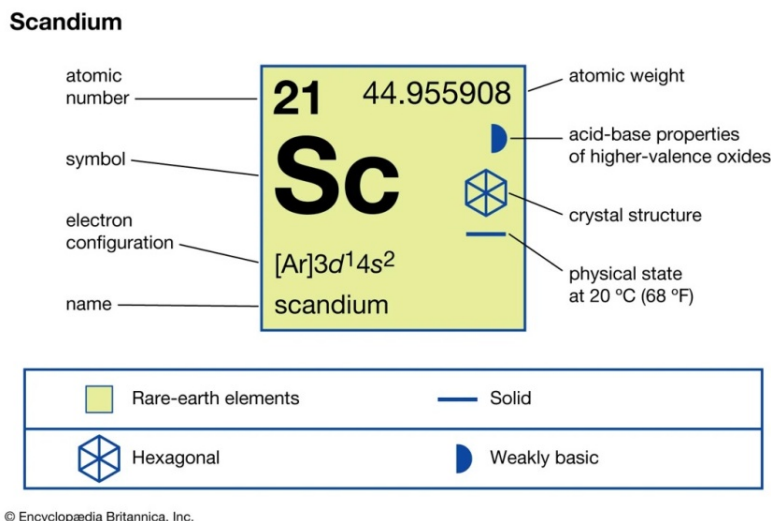 Scandium
atomic
number
21
44.955908
atomic weight
acid-base properties
of higher-valence oxides
symbol
Sc
crystal structure
electron
configuration
[Ar]3d¹4s²
physical state
at 20 ºC (68 ºF)
name
scandium
Rare-earth elements
Solid
Hexagonal
Weakly basic
© Encyclopædia Britannica, Inc.